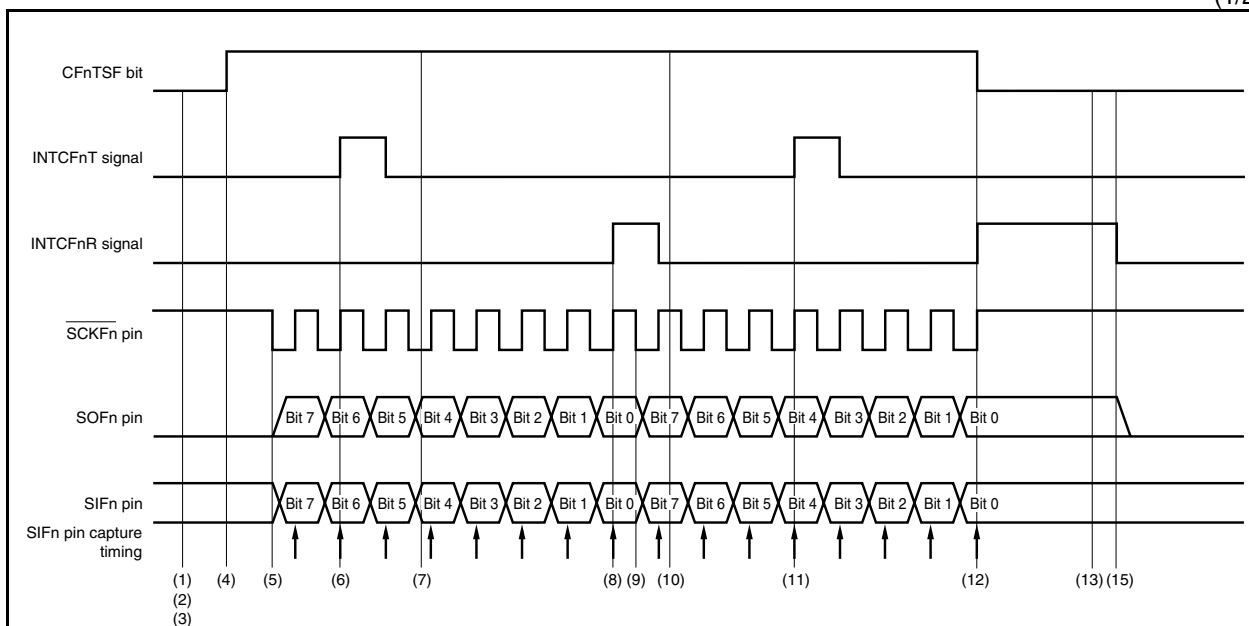 (1/2
CFnTSF bit
INTCFnT signal
INTCFnR signal
SCKFn pin
SOFn pin
Bit 7 Bit 6 Bit 5 Bit 4 Bit 3 Bit 2 Bit 1 Bit 0 Bit 7 Bit 6 Bit 5 Bit 4 Bit 3 Bit 2 Bit 1 Bit 0
SIFn pin
Bit 7 Bit 6 Bit 5 Bit 4 Bit 3 Bit 2 Bit 1 Bit 0 Bit 7 Bit 6 Bit 5 Bit 4 Bit 3 Bit 2 Bit 1 Bit 0
SIFn pin capture
timing
(1) (4) (5) (6) (7) (8) (9) (10) (11) (12) (13) (15)
(2)
(3)